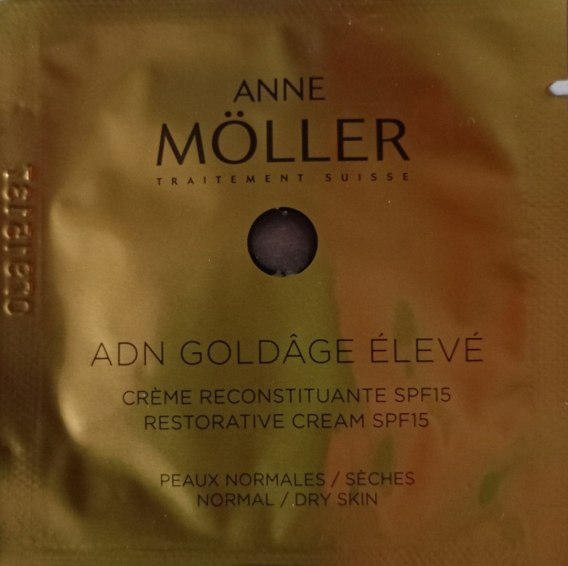 ANNE
MÖLLER
TRAITEMENT SUISSE
ADN GOLDÂGE ÉLEVÉ
CRÈME RECONSTITUANTE SPF15
RESTORATIVE CREAM SPF15
PEAUX NORMALES / SÈCHES
NORMAL / DRY SKIN